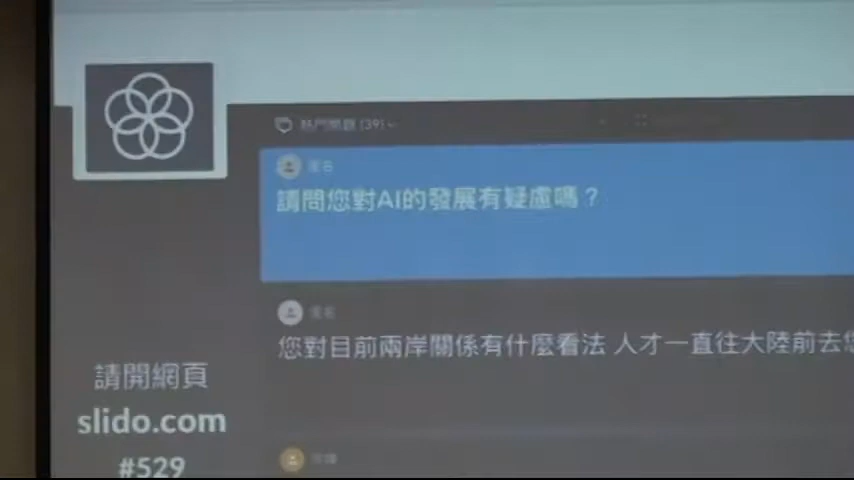 熱門問題 (39)
匿名
請問您對AI的發展有疑慮嗎？
匿名
您對目前兩岸關係有什麼看法 人才一直往大陸前去
請開網頁
slido.com
#529